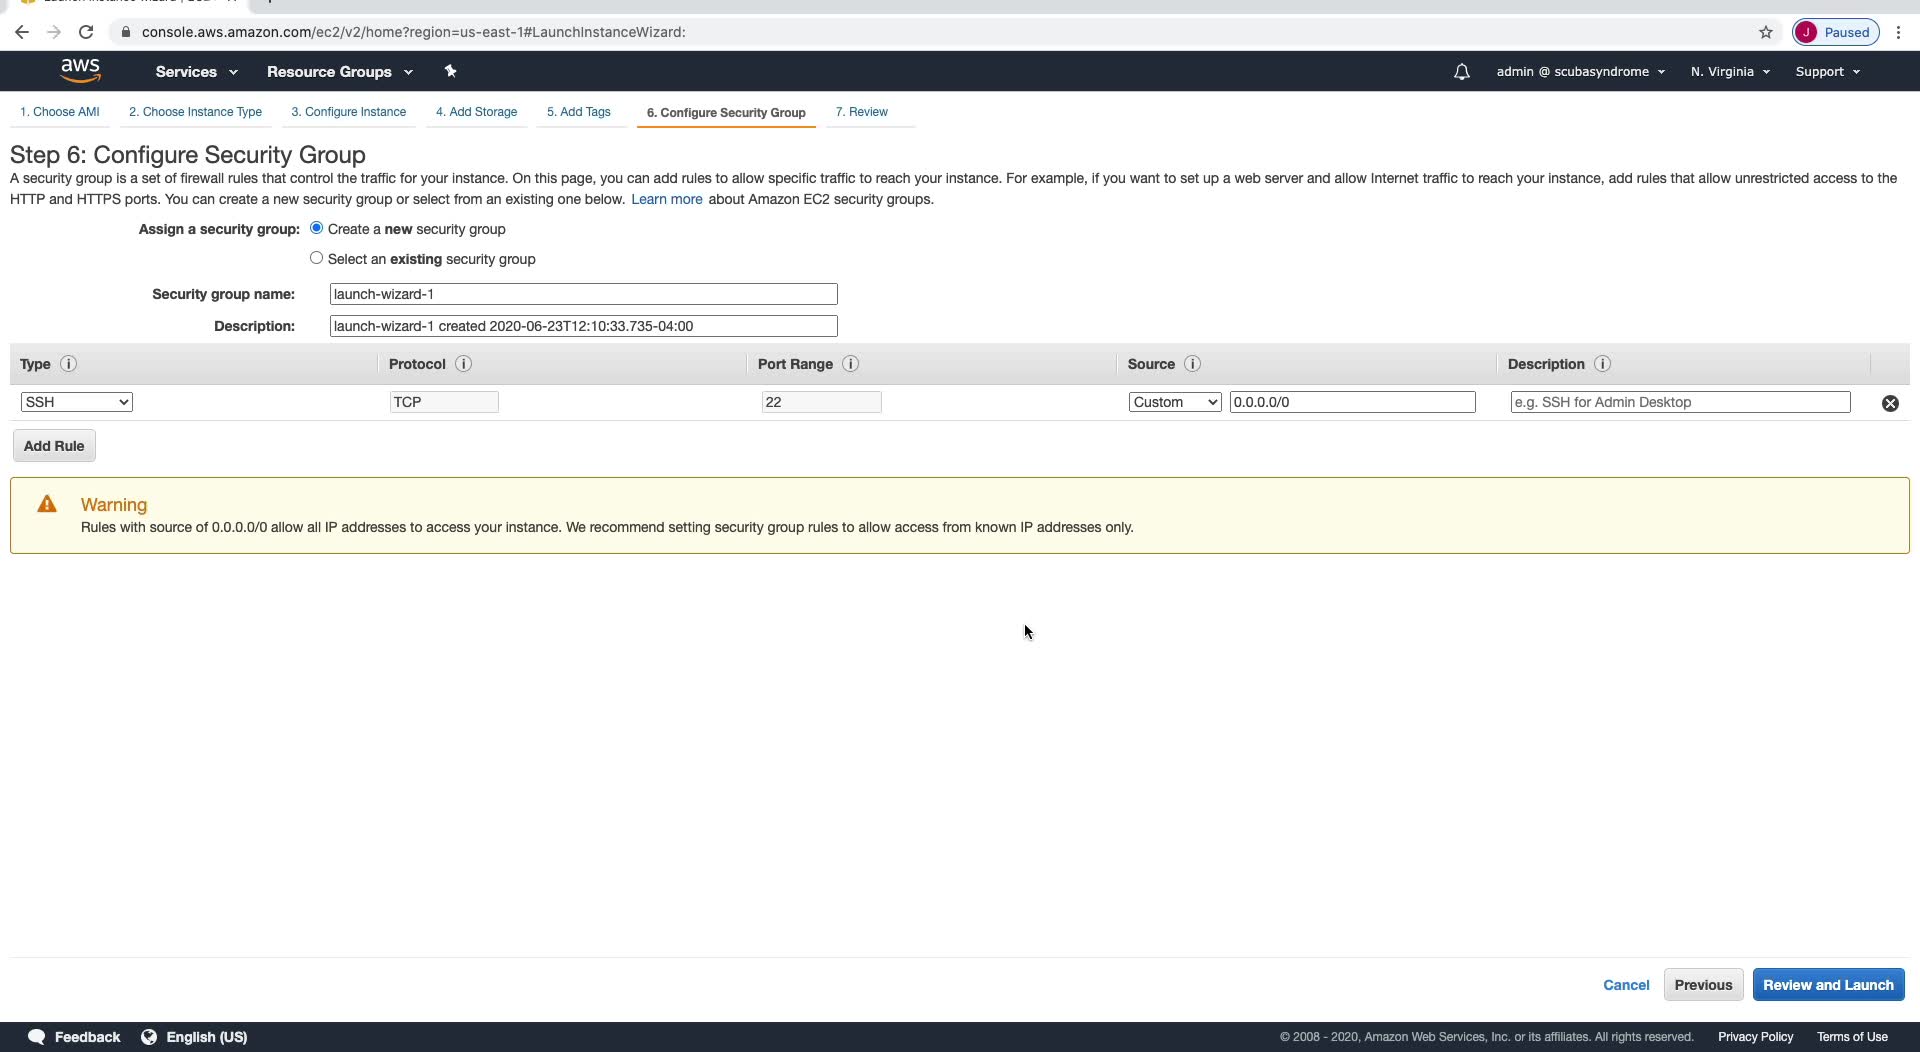 console.aws.amazon.com/ec2/v2/home?region=us-east-1#LaunchInstanceWizard:
J Paused
aws Services Resource Groups admin @ scubasyndrome N. Virginia Support
1. Choose AMI 2. Choose Instance Type 3. Configure Instance 4. Add Storage 5. Add Tags 6. Configure Security Group 7. Review
Step 6: Configure Security Group
A security group is a set of firewall rules that control the traffic for your instance. On this page, you can add rules to allow specific traffic to reach your instance. For example, if you want to set up a web server and allow Internet traffic to reach your instance, add rules that allow unrestricted access to the
HTTP and HTTPS ports. You can create a new security group or select from an existing one below. Learn more about Amazon EC2 security groups.
Assign a security group: Create a new security group
Select an existing security group
Security group name: launch-wizard-1
Description: launch-wizard-1 created 2020-06-23T12:10:33.735-04:00
Type i Protocol i Port Range i Source i Description i
SSH TCP 22 Custom 0.0.0.0/0 e.g. SSH for Admin Desktop
Add Rule
Warning
Rules with source of 0.0.0.0/0 allow all IP addresses to access your instance. We recommend setting security group rules to allow access from known IP addresses only.
Cancel Previous Review and Launch
Feedback English (US) © 2008 - 2020, Amazon Web Services, Inc. or its affiliates. All rights reserved. Privacy Policy Terms of Use